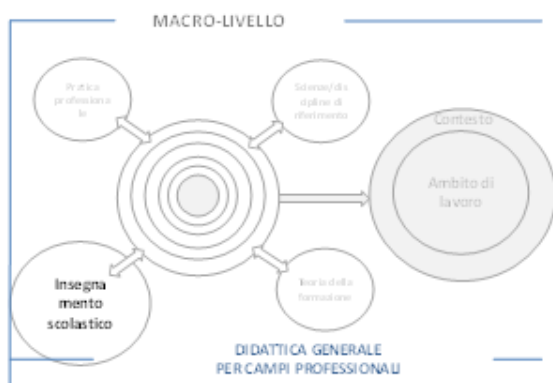 MACRO-LIVELLO
Pratica
professiona
le
Scienze/dis
cipline di
riferimento
Contesto
Ambito di
lavoro
Insegna
mento
scolastico
Teoria della
formazione
DIDATTICA GENERALE
PER CAMPI PROFESSIONALI